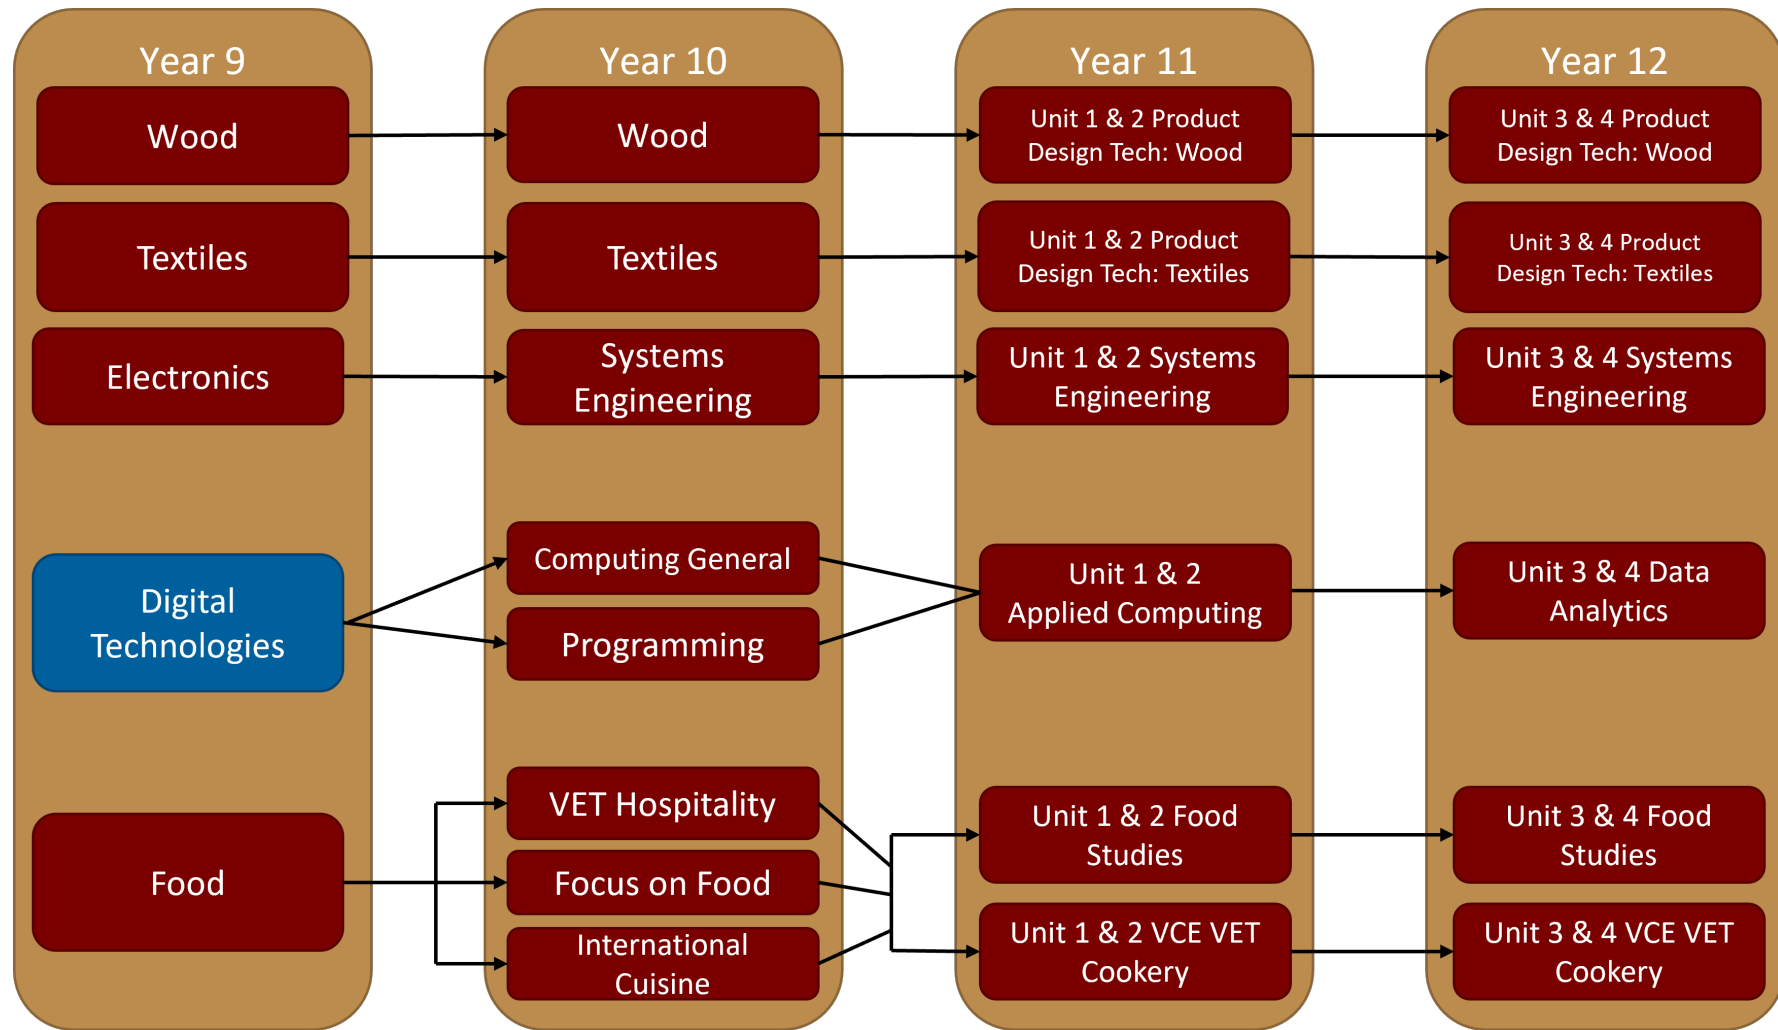 Year 9
Wood
Textiles
Electronics
Digital
Technologies
Food
Year 10
Wood
Textiles
Systems
Engineering
Computing General
Programming
VET Hospitality
Focus on Food
International
Cuisine
Year 11
Unit 1 & 2 Product
Design Tech: Wood
Unit 1 & 2 Product
Design Tech: Textiles
Unit 1 & 2 Systems
Engineering
Unit 1 & 2
Applied Computing
Unit 1 & 2 Food
Studies
Unit 1 & 2 VCE VET
Cookery
Year 12
Unit 3 & 4 Product
Design Tech: Wood
Unit 3 & 4 Product
Design Tech: Textiles
Unit 3 & 4 Systems
Engineering
Unit 3 & 4 Data
Analytics
Unit 3 & 4 Food
Studies
Unit 3 & 4 VCE VET
Cookery